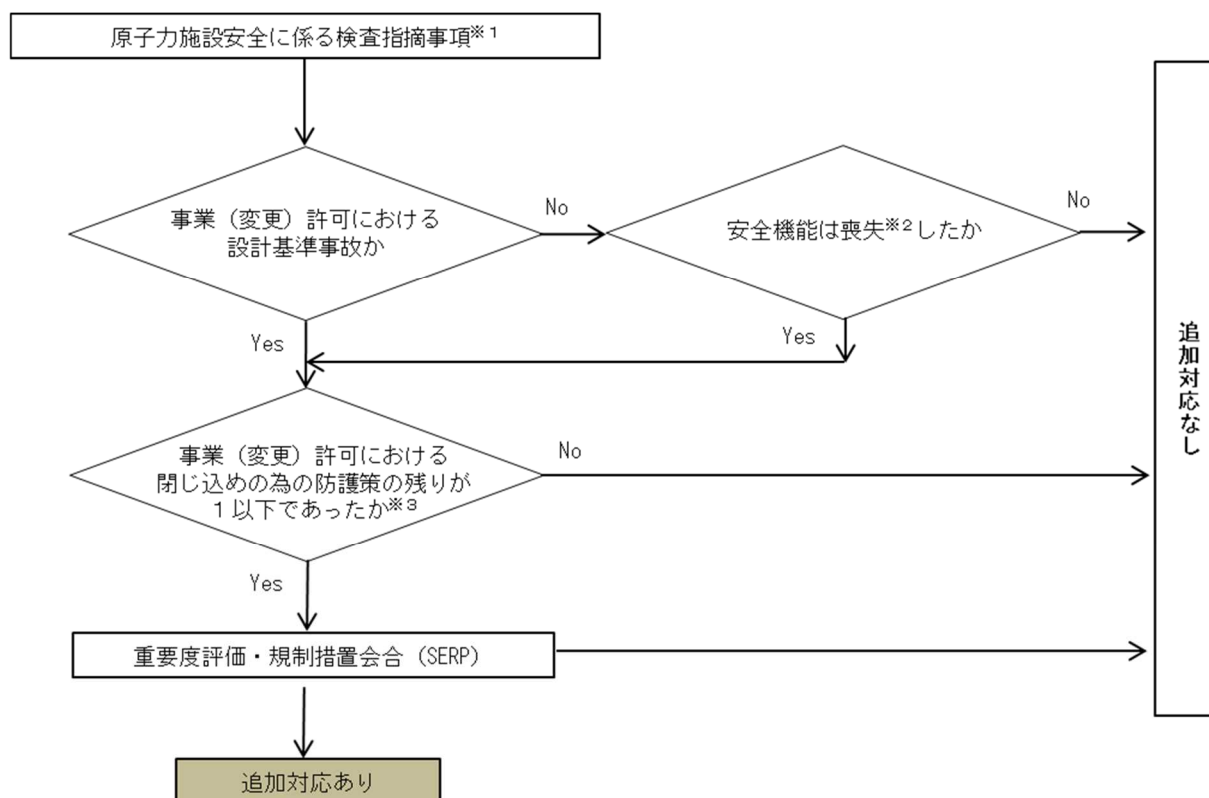 原子力施設安全に係る検査指摘事項※1
事業（変更）許可における
設計基準事故か
No
安全機能は喪失※2したか
No
Yes
Yes
事業（変更）許可における
閉じ込めの為の防護策の残りが
1以下であったか※3
No
Yes
重要度評価・規制措置会合（SERP）
追加対応あり
追加対応なし